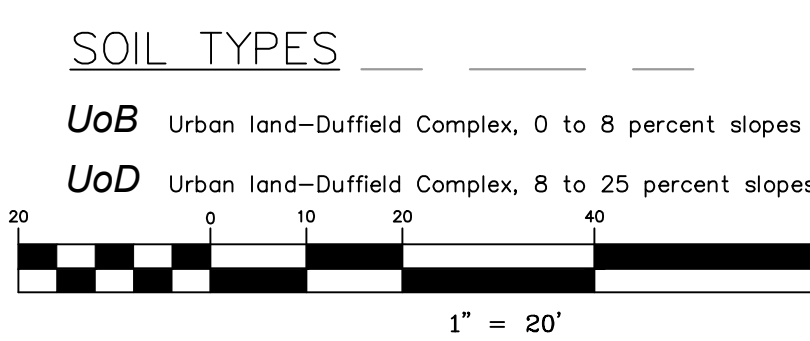 SOIL TYPES
UoB Urban land–Duffield Complex, 0 to 8 percent slopes
UoD Urban land–Duffield Complex, 8 to 25 percent slopes
20 0 10 20 40
1" = 20'